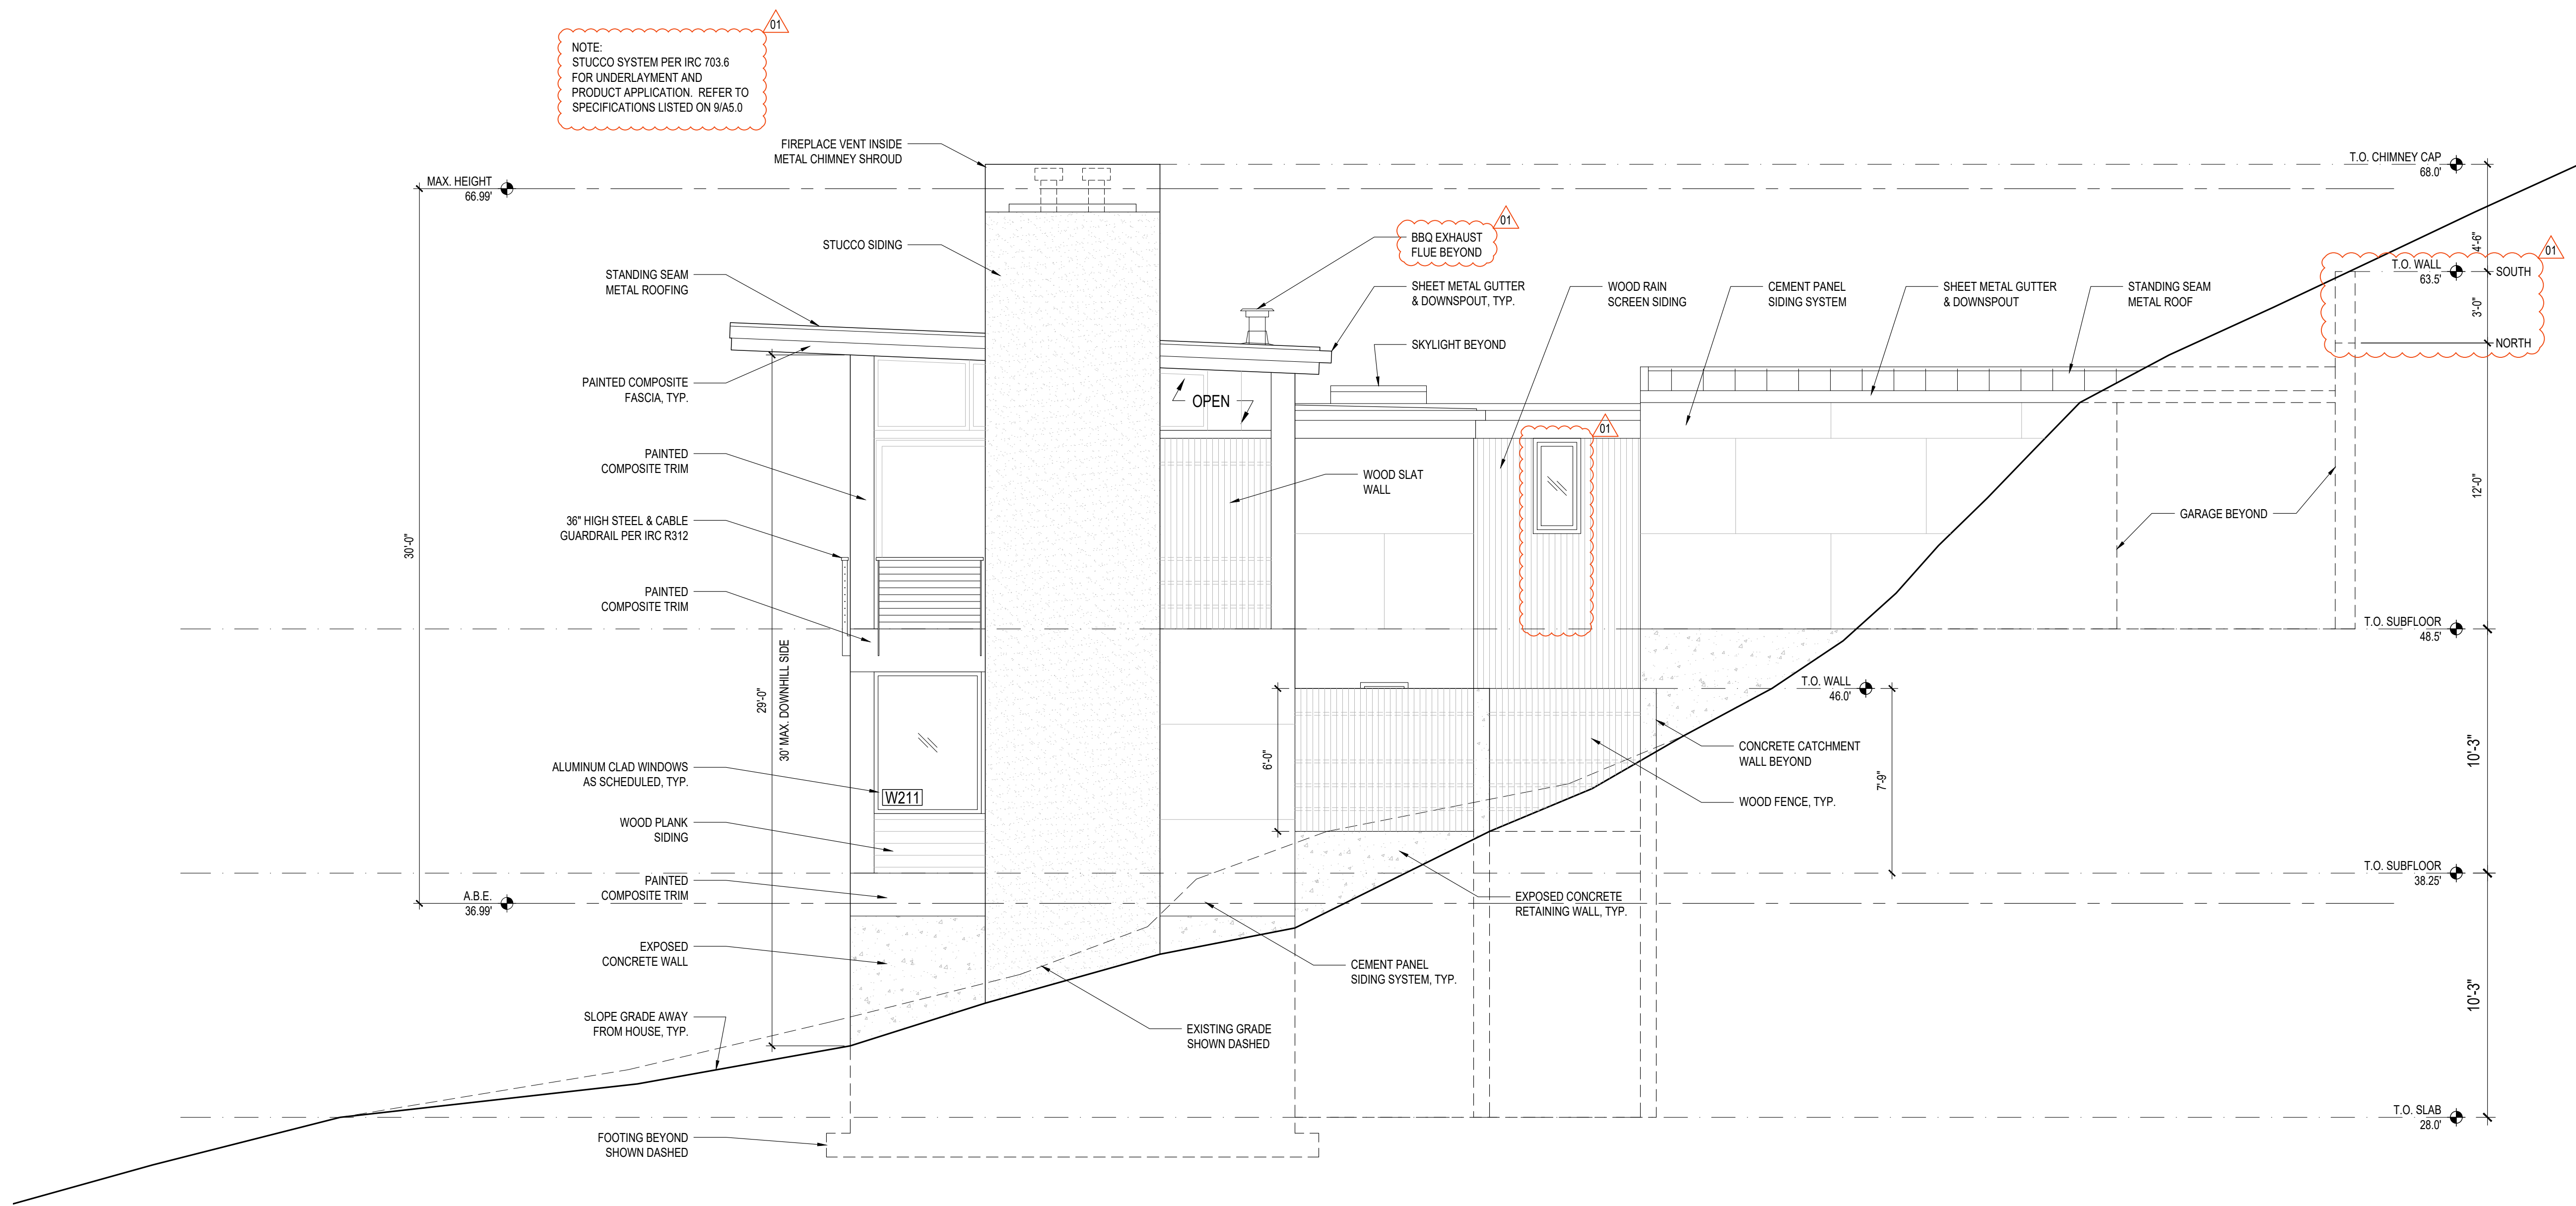 01
NOTE:
STUCCO SYSTEM PER IRC 703.6
FOR UNDERLAYMENT AND
PRODUCT APPLICATION.  REFER TO
SPECIFICATIONS LISTED ON 9/A5.0
FIREPLACE VENT INSIDE
METAL CHIMNEY SHROUD
T.O. CHIMNEY CAP
68.0'
MAX. HEIGHT
66.99'
STUCCO SIDING
01
BBQ EXHAUST
FLUE BEYOND
4'-6"
01
T.O. WALL
63.5'
SOUTH
3'-0"
NORTH
STANDING SEAM
METAL ROOFING
SHEET METAL GUTTER
& DOWNSPOUT, TYP.
WOOD RAIN
SCREEN SIDING
CEMENT PANEL
SIDING SYSTEM
SHEET METAL GUTTER
& DOWNSPOUT
STANDING SEAM
METAL ROOF
SKYLIGHT BEYOND
PAINTED COMPOSITE
FASCIA, TYP.
OPEN
01
PAINTED
COMPOSITE TRIM
WOOD SLAT
WALL
12'-0"
GARAGE BEYOND
36" HIGH STEEL & CABLE
GUARDRAIL PER IRC R312
30'-0"
PAINTED
COMPOSITE TRIM
T.O. SUBFLOOR
48.5'
29'-0"
30' MAX. DOWNHILL SIDE
T.O. WALL
46.0'
6'-0"
CONCRETE CATCHMENT
WALL BEYOND
10'-3"
7'-9"
ALUMINUM CLAD WINDOWS
AS SCHEDULED, TYP.
W211
WOOD FENCE, TYP.
WOOD PLANK
SIDING
T.O. SUBFLOOR
38.25'
PAINTED
COMPOSITE TRIM
A.B.E.
36.99'
EXPOSED CONCRETE
RETAINING WALL, TYP.
EXPOSED
CONCRETE WALL
CEMENT PANEL
SIDING SYSTEM, TYP.
10'-3"
SLOPE GRADE AWAY
FROM HOUSE, TYP.
EXISTING GRADE
SHOWN DASHED
T.O. SLAB
28.0'
FOOTING BEYOND
SHOWN DASHED